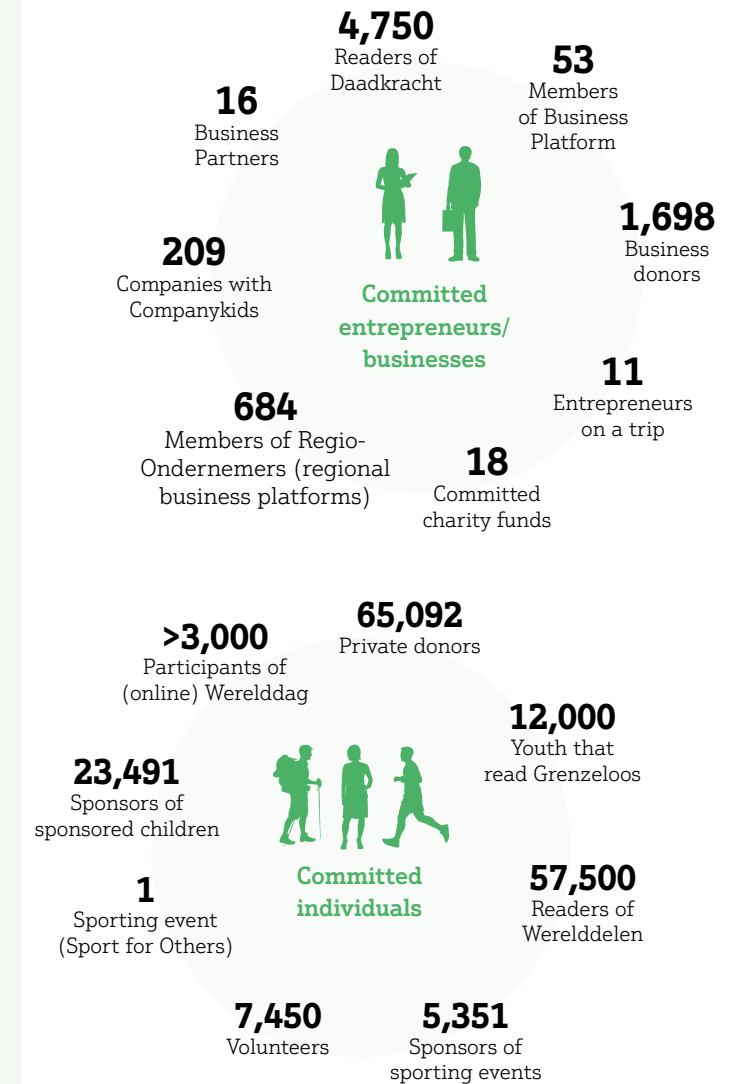 4,750
Readers of
Daadkracht
53
Members
of Business
Platform
16
Business
Partners
1,698
Business
donors
209
Companies with
Companykids
Committed
entrepreneurs/
businesses
11
Entrepreneurs
on a trip
684
Members of Regio-
Ondernemers (regional
business platforms)
18
Committed
charity funds
65,092
Private donors
>3,000
Participants of
(online) Werelddag
12,000
Youth that
read Grenzeloos
23,491
Sponsors of
sponsored children
Committed
individuals
57,500
Readers of
Werelddelen
1
Sporting event
(Sport for Others)
7,450
Volunteers
5,351
Sponsors of
sporting events